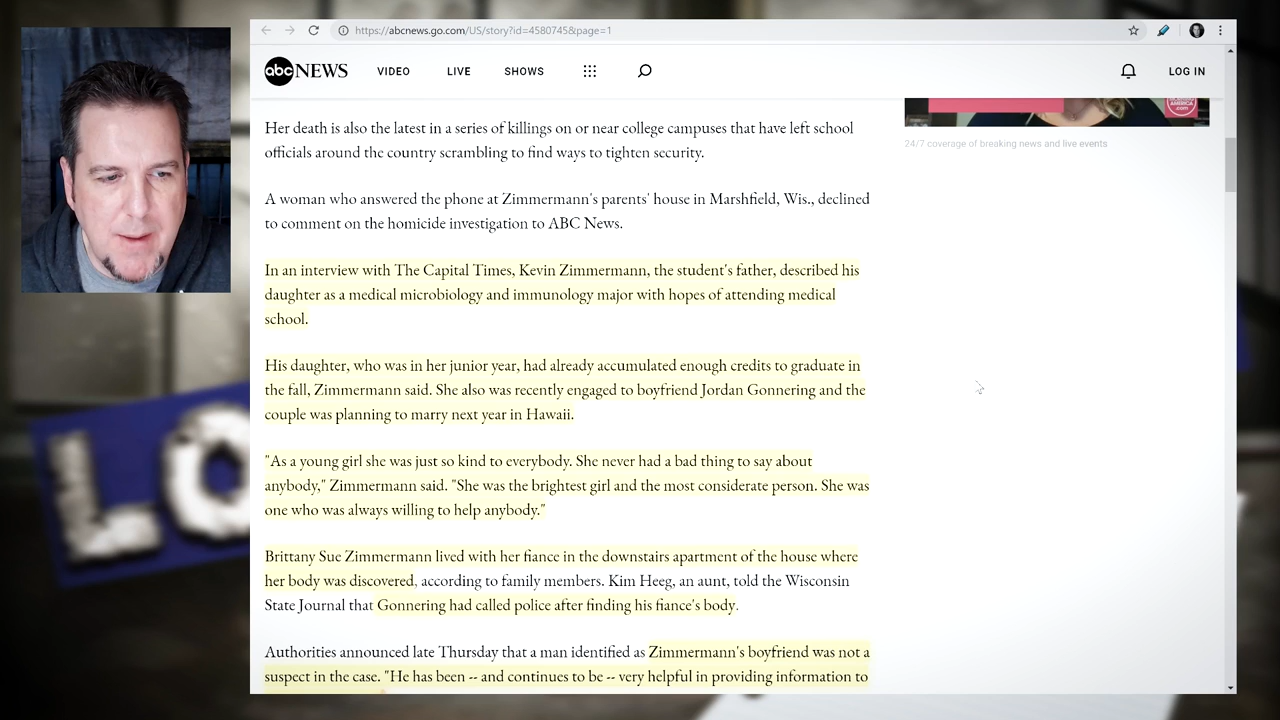 https://abcnews.go.com/US/story?id=4580745&page=1
abc NEWS VIDEO LIVE SHOWS LOG IN
Her death is also the latest in a series of killings on or near college campuses that have left school
officials around the country scrambling to find ways to tighten security.
24/7 coverage of breaking news and live events
A woman who answered the phone at Zimmermann's parents' house in Marshfield, Wis., declined
to comment on the homicide investigation to ABC News.
In an interview with The Capital Times, Kevin Zimmermann, the student's father, described his
daughter as a medical microbiology and immunology major with hopes of attending medical
school.
His daughter, who was in her junior year, had already accumulated enough credits to graduate in
the fall, Zimmermann said. She also was recently engaged to boyfriend Jordan Gonnering and the
couple was planning to marry next year in Hawaii.
"As a young girl she was just so kind to everybody. She never had a bad thing to say about
anybody," Zimmermann said. "She was the brightest girl and the most considerate person. She was
one who was always willing to help anybody."
Brittany Sue Zimmermann lived with her fiance in the downstairs apartment of the house where
her body was discovered, according to family members. Kim Heeg, an aunt, told the Wisconsin
State Journal that Gonnering had called police after finding his fiance's body.
Authorities announced late Thursday that a man identified as Zimmermann's boyfriend was not a
suspect in the case. "He has been -- and continues to be -- very helpful in providing information to
LO